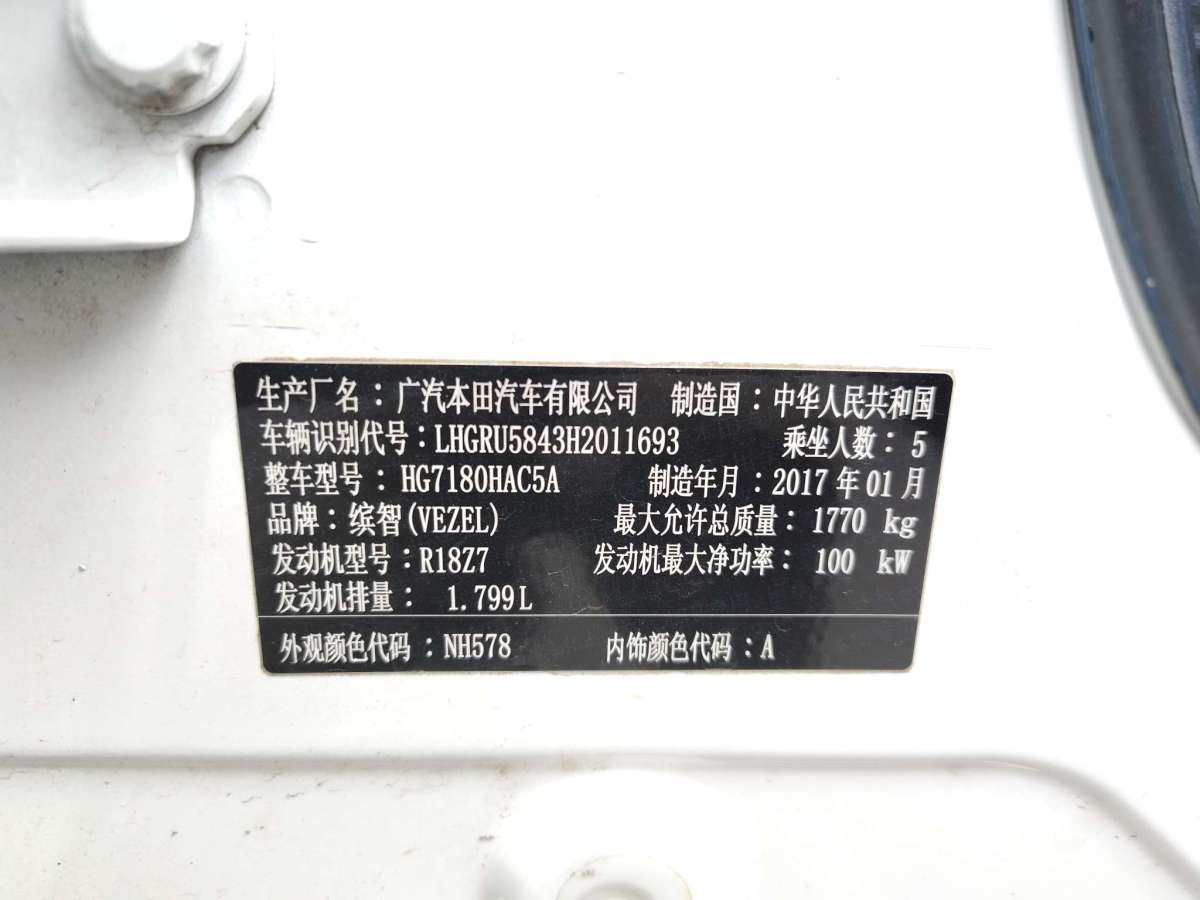 生产厂名：广汽本田汽车有限公司 制造国：中华人民共和国
车辆识别代号：LHGRU5843H2011693 乘坐人数：5
整车型号：HG7180HAC5A 制造年月：2017年01月
品牌：缤智(VEZEL) 最大允许总质量：1770 kg
发动机型号：R18Z7 发动机最大净功率：100 kW
发动机排量：1.799L
外观颜色代码：NH578 内饰颜色代码：A